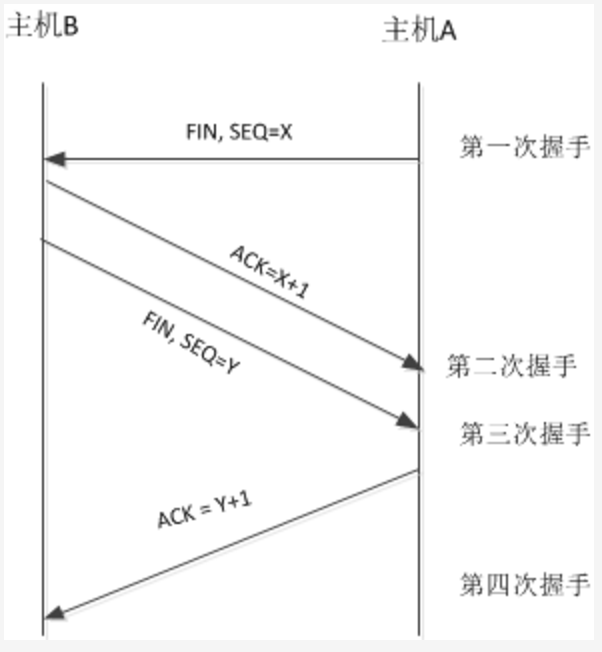 主机B
主机A
FIN, SEQ=X
第一次握手
ACK=X+1
FIN, SEQ=Y
第二次握手
第三次握手
ACK = Y+1
第四次握手